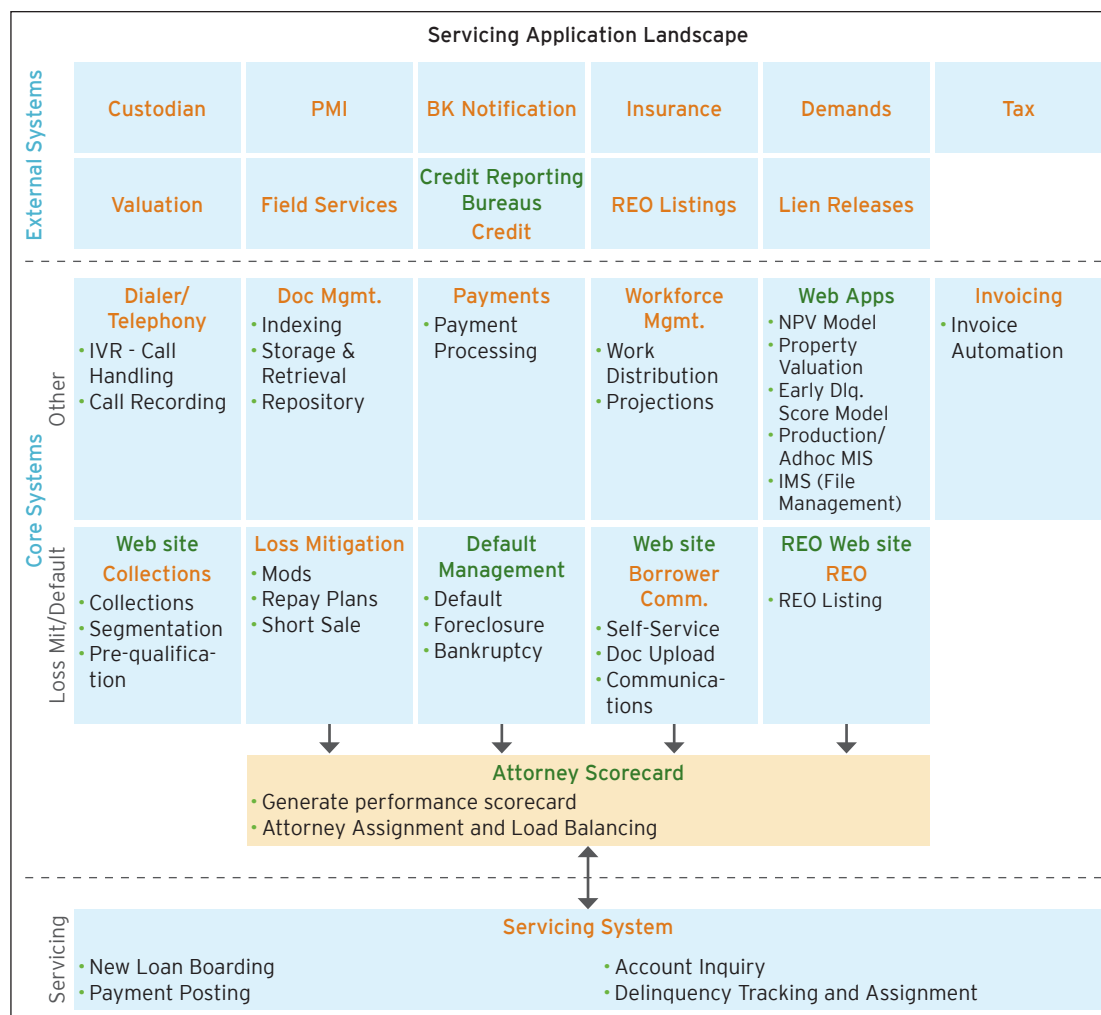 Servicing Application Landscape
External Systems
Custodian
PMI
BK Notification
Insurance
Demands
Tax
Valuation
Field Services
Credit Reporting
Bureaus
Credit
REO Listings
Lien Releases
Core Systems
Other
Dialer/
Telephony
• IVR - Call
Handling
• Call Recording
Doc Mgmt.
• Indexing
• Storage &
Retrieval
• Repository
Payments
• Payment
Processing
Workforce
Mgmt.
• Work
Distribution
• Projections
Web Apps
• NPV Model
• Property
Valuation
• Early Dlq.
Score Model
• Production/
Adhoc MIS
• IMS (File
Management)
Invoicing
• Invoice
Automation
Loss Mit/Default
Web site
Collections
• Collections
• Segmentation
• Pre-qualifica-
tion
Loss Mitigation
• Mods
• Repay Plans
• Short Sale
Default
Management
• Default
• Foreclosure
• Bankruptcy
Web site
Borrower
Comm.
• Self-Service
• Doc Upload
• Communica-
tions
REO Web site
REO
• REO Listing
Attorney Scorecard
• Generate performance scorecard
• Attorney Assignment and Load Balancing
Servicing
Servicing System
• New Loan Boarding
• Payment Posting
• Account Inquiry
• Delinquency Tracking and Assignment